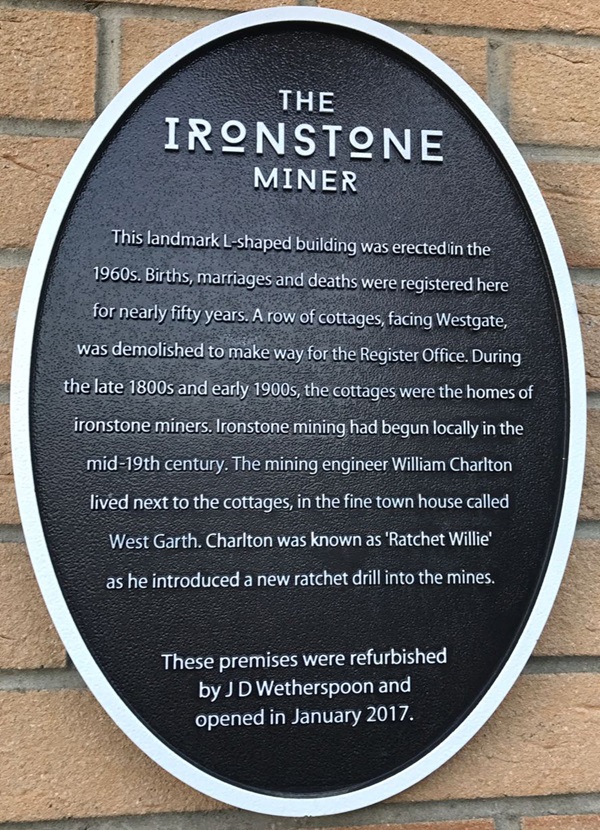 THE
IRONSTONE
MINER
This landmark L-shaped building was erected in the
1960s. Births, marriages and deaths were registered here
for nearly fifty years. A row of cottages, facing Westgate,
was demolished to make way for the Register Office. During
the late 1800s and early 1900s, the cottages were the homes of
ironstone miners. Ironstone mining had begun locally in the
mid-19th century. The mining engineer William Charlton
lived next to the cottages, in the fine town house called
West Garth. Charlton was known as 'Ratchet Willie'
as he introduced a new ratchet drill into the mines.
These premises were refurbished
by J D Wetherspoon and
opened in January 2017.